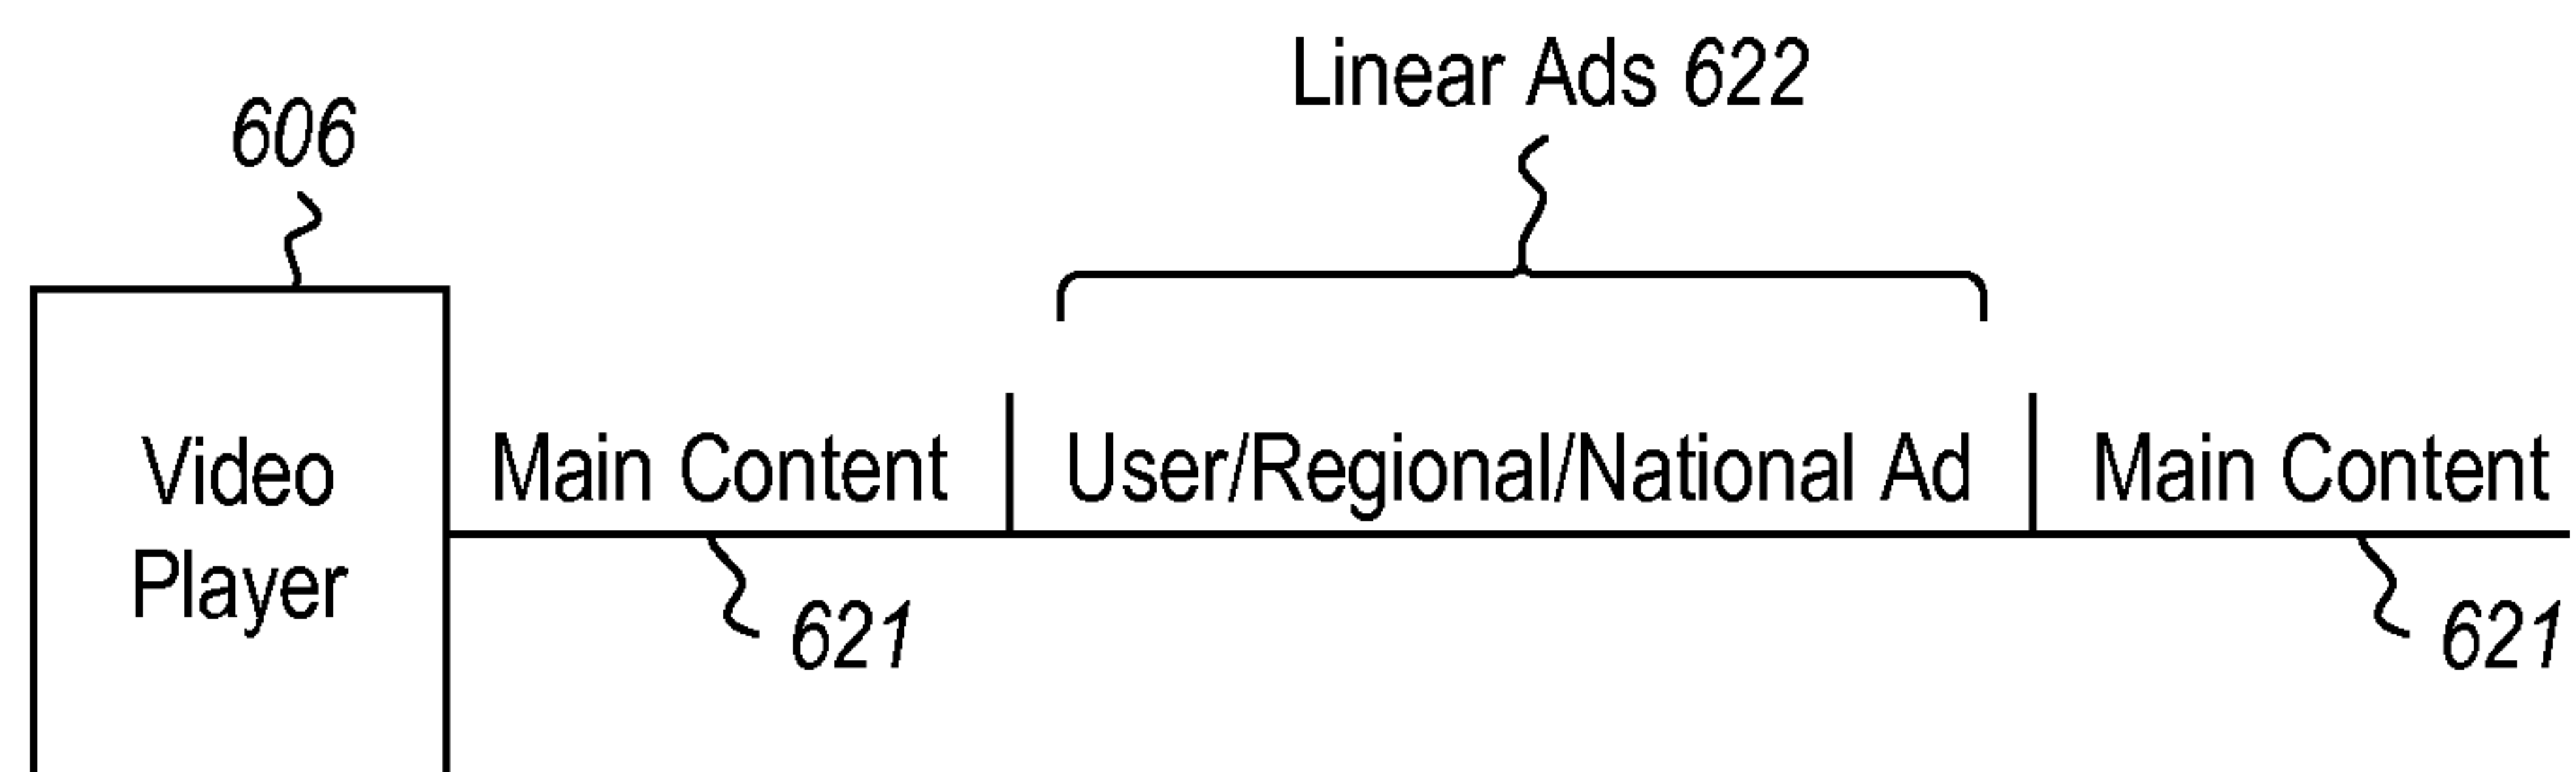 Linear Ads 622
606
Video
Player
Main Content
User/Regional/National Ad
Main Content
621
621